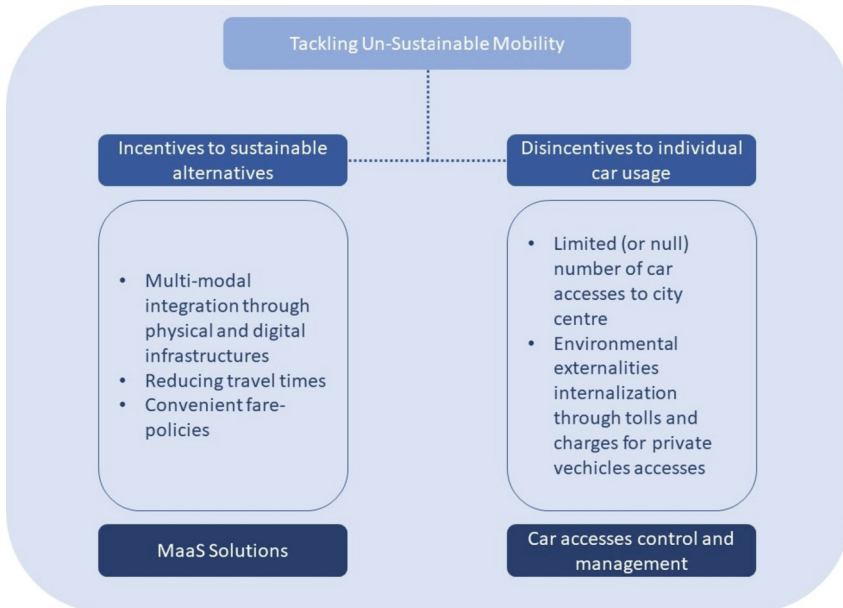 Tackling Un-Sustainable Mobility
Incentives to sustainable
alternatives
• Multi-modal
integration through
physical and digital
infrastructures
• Reducing travel times
• Convenient fare-
policies
MaaS Solutions
Disincentives to individual
car usage
• Limited (or null)
number of car
accesses to city
centre
• Environmental
externalities
internalization
through tolls and
charges for private
vechicles accesses
Car accesses control and
management